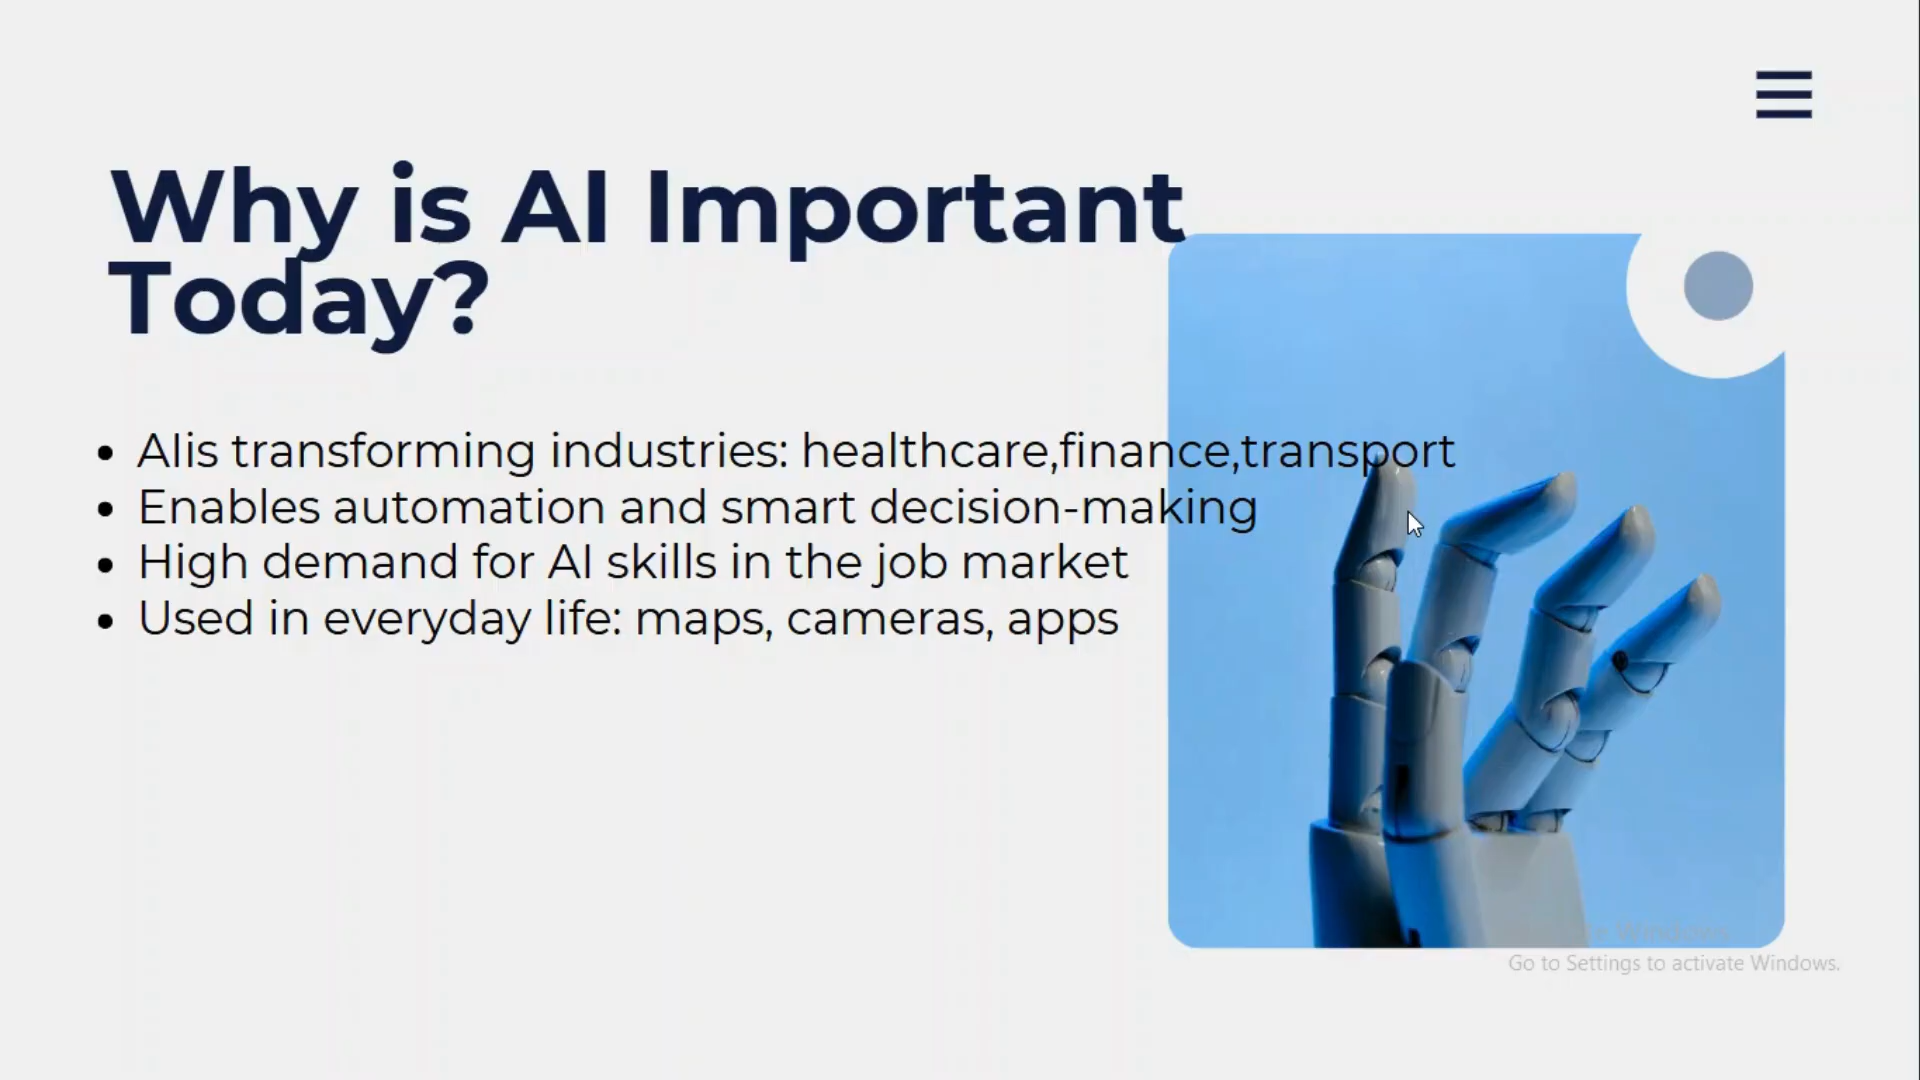 Why is AI Important
Today?
• AIis transforming industries: healthcare,finance,transport
• Enables automation and smart decision-making
• High demand for AI skills in the job market
• Used in everyday life: maps, cameras, apps
Windows
Go to Settings to activate Windows.